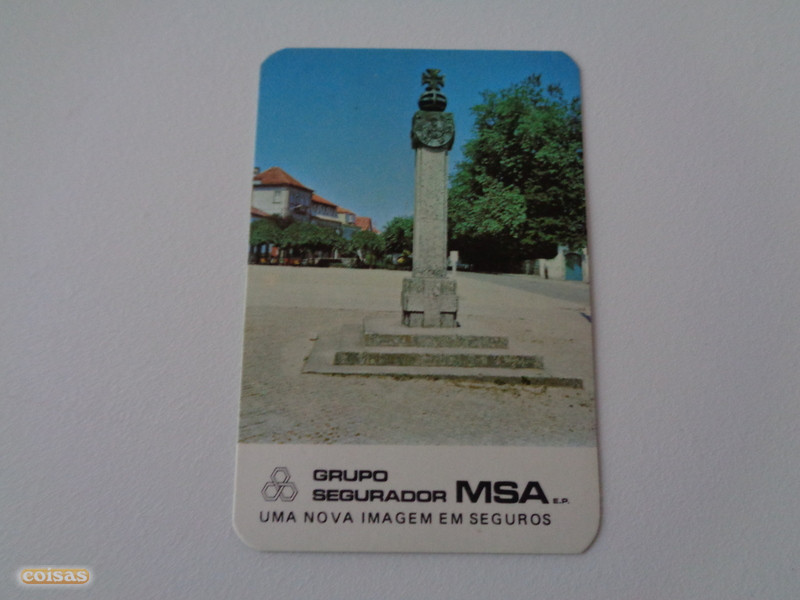 GRUPO
SEGURADOR MSA E.P.
UMA NOVA IMAGEM EM SEGUROS
coisas